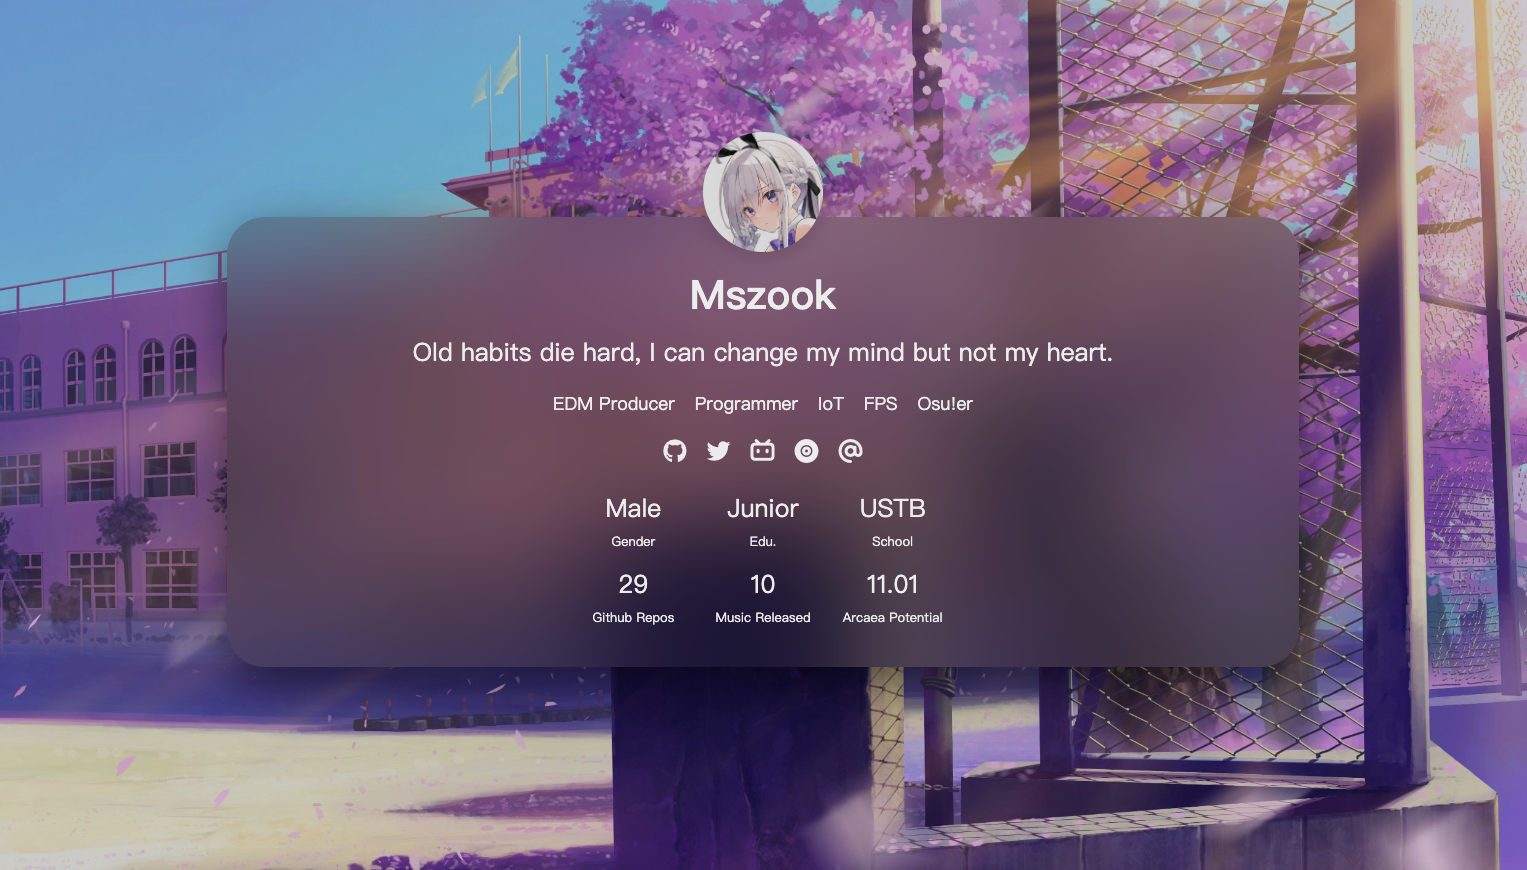 Mszook
Old habits die hard, I can change my mind but not my heart.
EDM Producer Programmer IoT FPS Osu!er
Male Junior USTB
Gender Edu. School
29 10 11.01
Github Repos Music Released Arcaea Potential